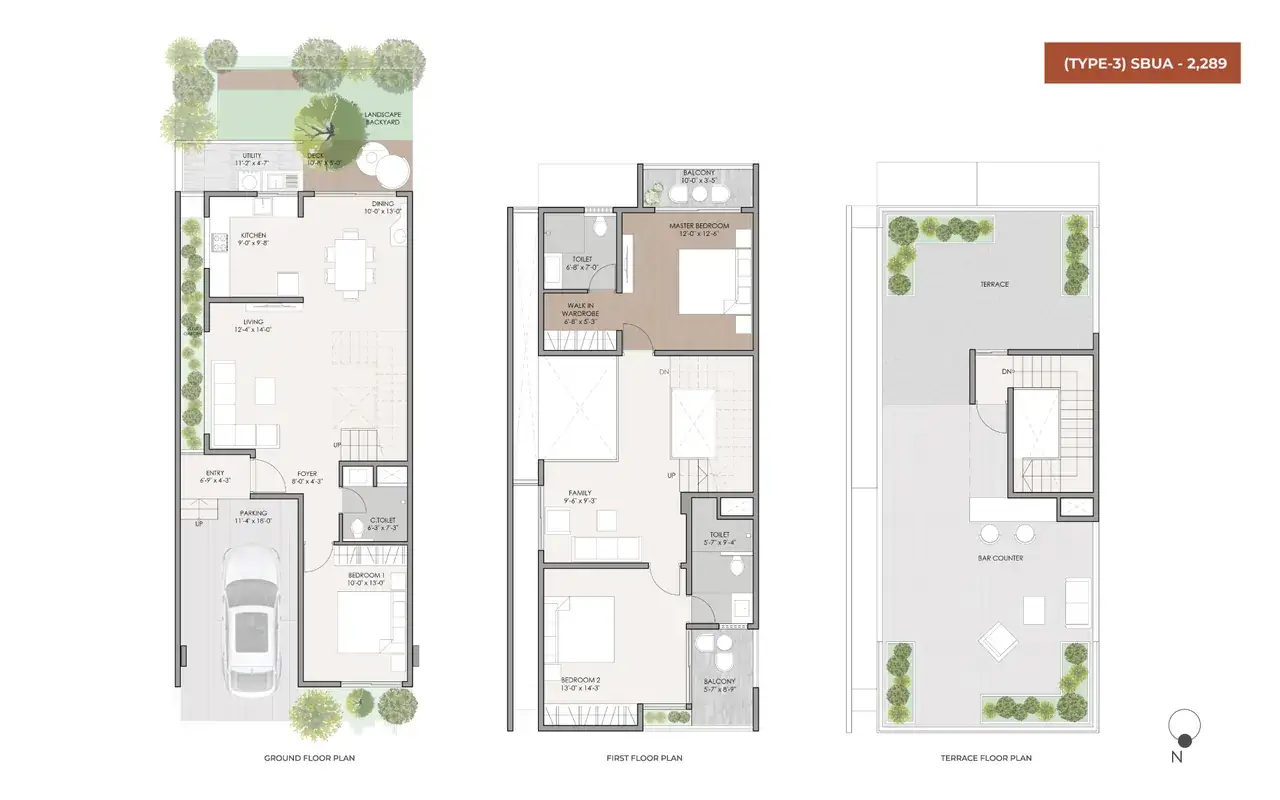 (TYPE-3) SBUA - 2,289
LANDSCAPE
BACKYARD
UTILITY
11'-2" x 4'-7"
DECK
DINING
10'-0" x 13'-0"
KITCHEN
9'-0" x 9'-8"
LIVING
12'-4" x 14'-0"
UP
ENTRY
6'-9" x 4'-3"
FOYER
8'-0" x 4'-3"
UP
PARKING
11'-4" x 18'-0"
C.TOILET
6'-3" x 7'-3"
BEDROOM 1
10'-0" x 13'-0"
GROUND FLOOR PLAN
BALCONY
10'-0" x 3'-5"
MASTER BEDROOM
12'-0" x 12'-6"
TOILET
6'-8" x 7'-0"
WALK IN
WARDROBE
6'-8" x 5'-3"
DN
UP
FAMILY
9'-6" x 9'-3"
TOILET
5'-7" x 9'-4"
BEDROOM 2
13'-0" x 14'-3"
BALCONY
5'-7" x 8'-9"
FIRST FLOOR PLAN
TERRACE
DN
BAR COUNTER
TERRACE FLOOR PLAN
N